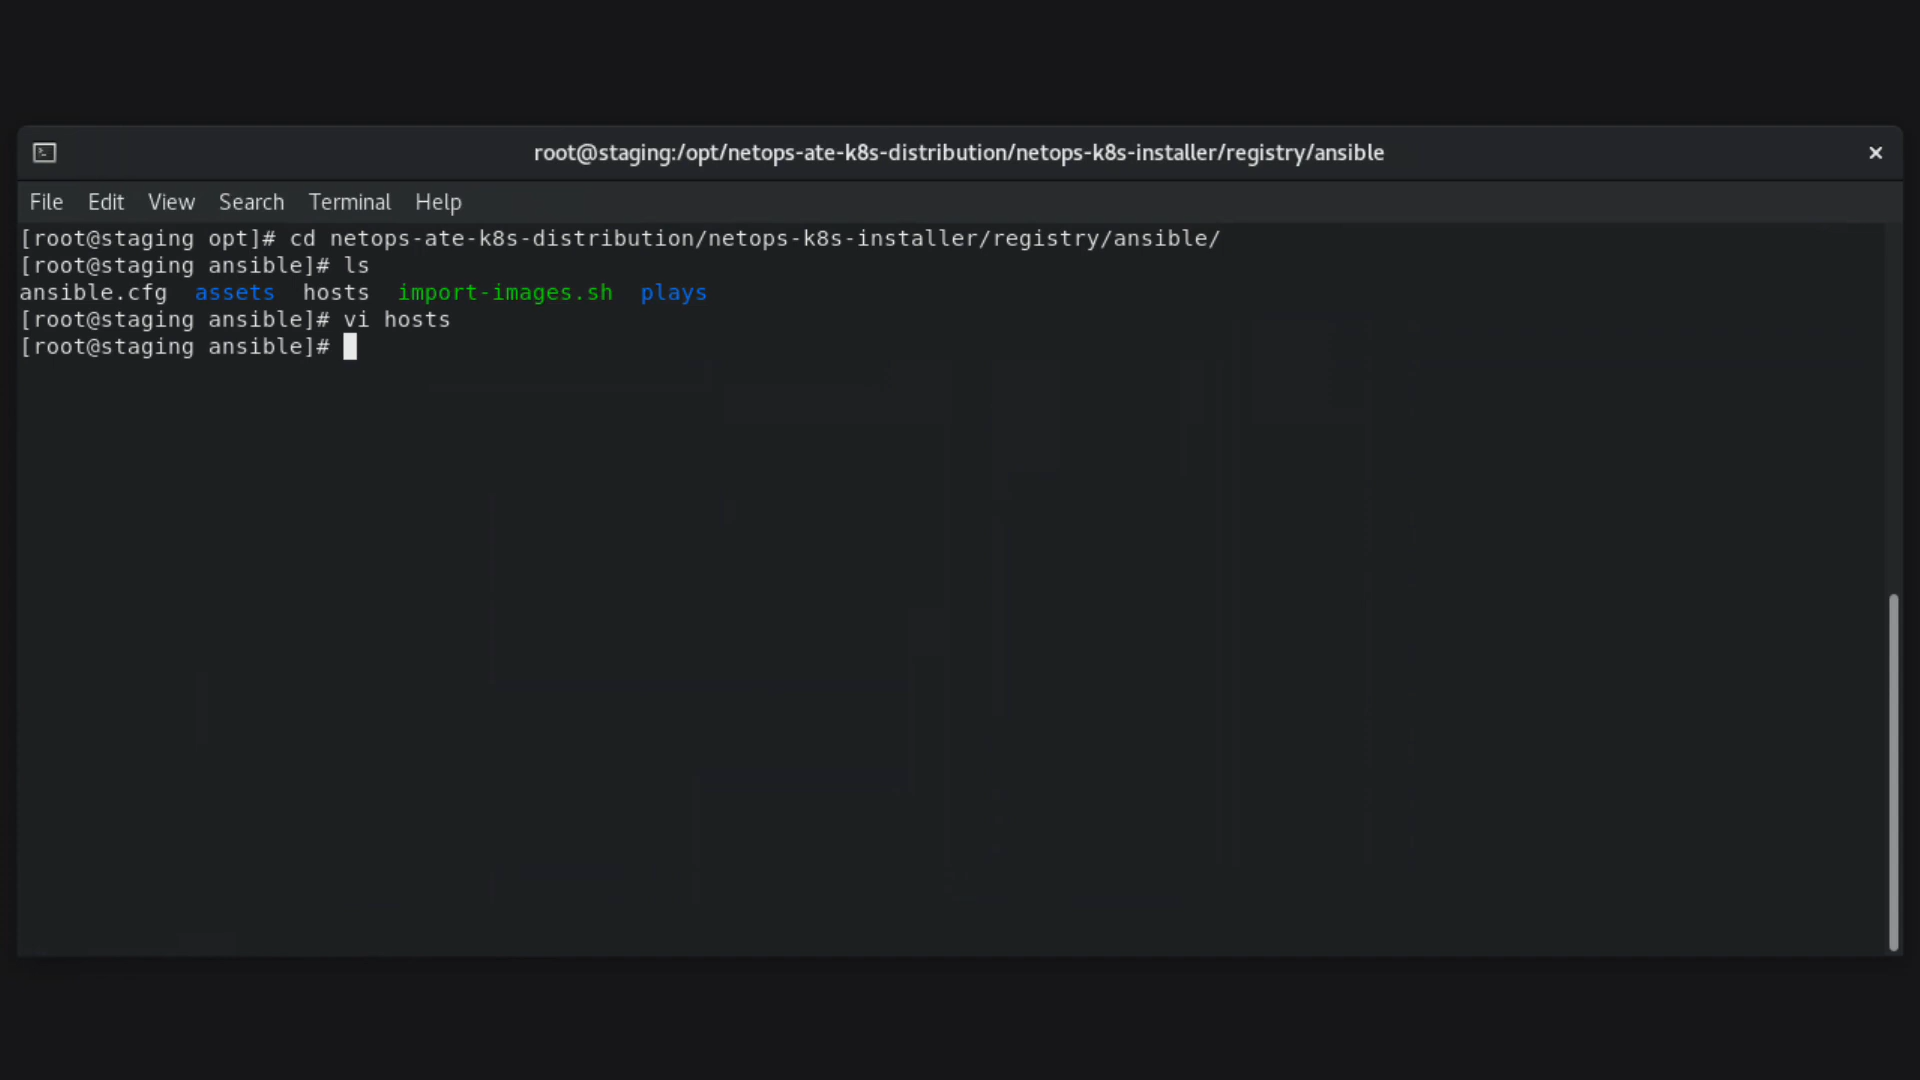 root@staging:/opt/netops-ate-k8s-distribution/netops-k8s-installer/registry/ansible
File Edit View Search Terminal Help
[root@staging opt]# cd netops-ate-k8s-distribution/netops-k8s-installer/registry/ansible/
[root@staging ansible]# ls
ansible.cfg assets hosts import-images.sh plays
[root@staging ansible]# vi hosts
[root@staging ansible]#